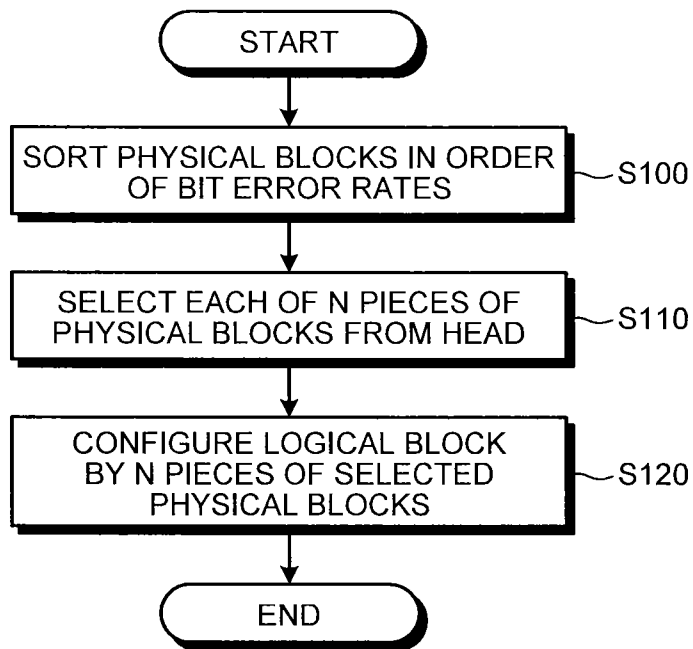 START
SORT PHYSICAL BLOCKS IN ORDER
OF BIT ERROR RATES
S100
SELECT EACH OF N PIECES OF
PHYSICAL BLOCKS FROM HEAD
S110
CONFIGURE LOGICAL BLOCK
BY N PIECES OF SELECTED
PHYSICAL BLOCKS
S120
END